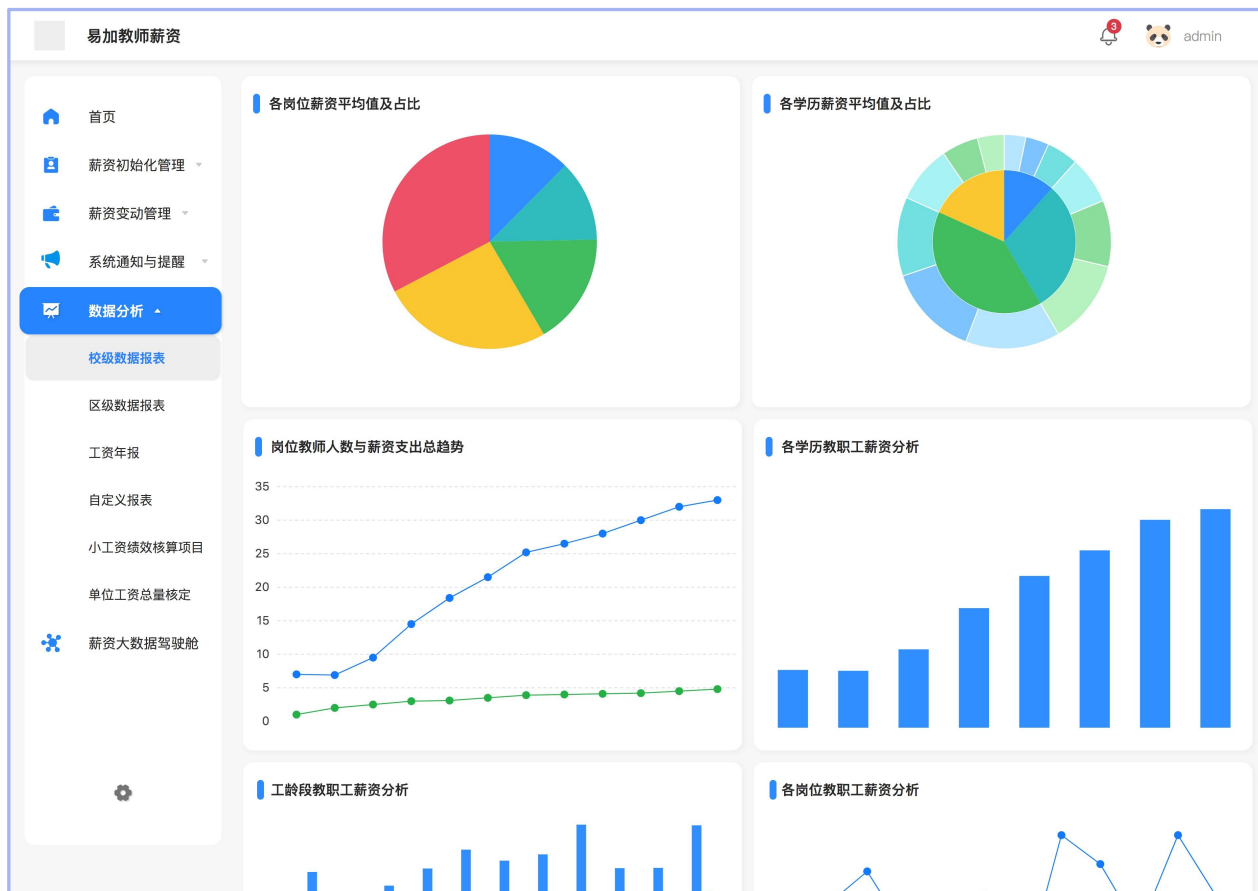 易加教师薪资
3
admin
首页
薪资初始化管理
薪资变动管理
系统通知与提醒
数据分析
校级数据报表
区级数据报表
工资年报
自定义报表
小工资绩效核算项目
单位工资总量核定
薪资大数据驾驶舱
各岗位薪资平均值及占比
各学历薪资平均值及占比
岗位教师人数与薪资支出总趋势
35
30
25
20
15
10
5
0
各学历教职工薪资分析
工龄段教职工薪资分析
各岗位教职工薪资分析